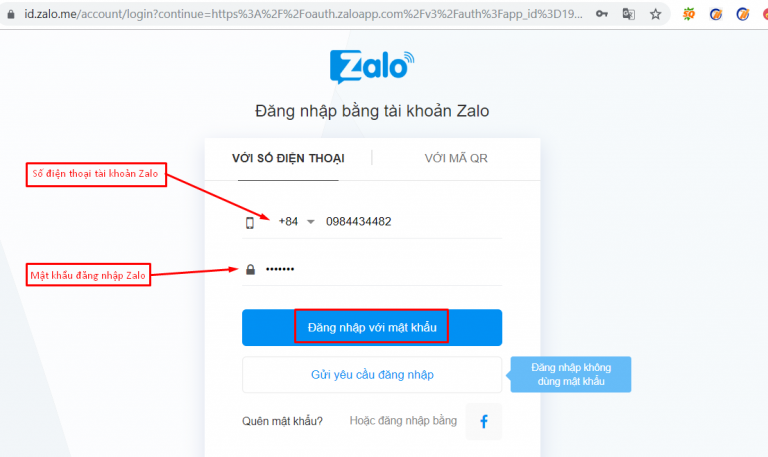 id.zalo.me/account/login?continue=https%3A%2F%2Foauth.zaloapp.com%2Fv3%2Fauth%3Fapp_id%3D19...
Zalo
Đăng nhập bằng tài khoản Zalo
VỚI SỐ ĐIỆN THOẠI
VỚI MÃ QR
Số điện thoại tài khoản Zalo
+84 0984434482
Mật khẩu đăng nhập Zalo
•••••••
Đăng nhập với mật khẩu
Gửi yêu cầu đăng nhập
Đăng nhập không
dùng mật khẩu
Quên mật khẩu?
Hoặc đăng nhập bằng